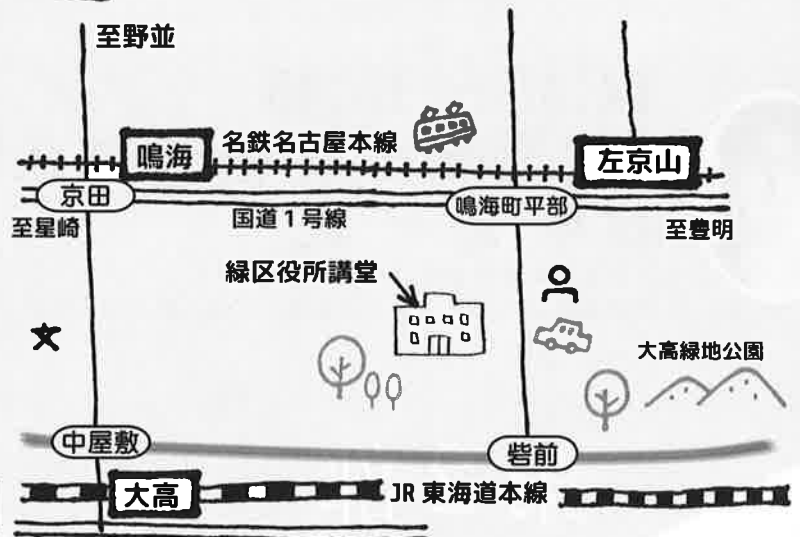 至野並
鳴海
名鉄名古屋本線
左京山
京田
鳴海町平部
至星崎
国道1号線
至豊明
緑区役所講堂
大高緑地公園
中屋敷
砦前
大高
JR 東海道本線